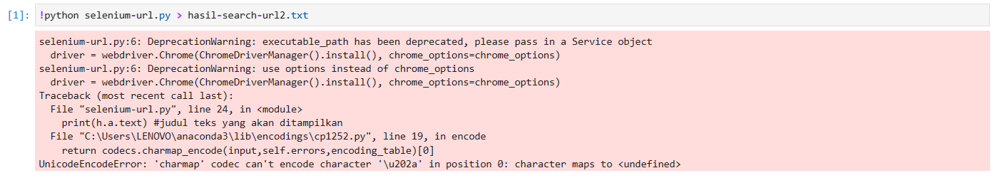 [1]: !python selenium-url.py > hasil-search-url2.txt
selenium-url.py:6: DeprecationWarning: executable_path has been deprecated, please pass in a Service object
  driver = webdriver.Chrome(ChromeDriverManager().install(), chrome_options=chrome_options)
selenium-url.py:6: DeprecationWarning: use options instead of chrome_options
  driver = webdriver.Chrome(ChromeDriverManager().install(), chrome_options=chrome_options)
Traceback (most recent call last):
  File "selenium-url.py", line 24, in <module>
    print(h.a.text) #judul teks yang akan ditampilkan
  File "C:\Users\LENOVO\anaconda3\lib\encodings\cp1252.py", line 19, in encode
    return codecs.charmap_encode(input,self.errors,encoding_table)[0]
UnicodeEncodeError: 'charmap' codec can't encode character '\u202a' in position 0: character maps to <undefined>